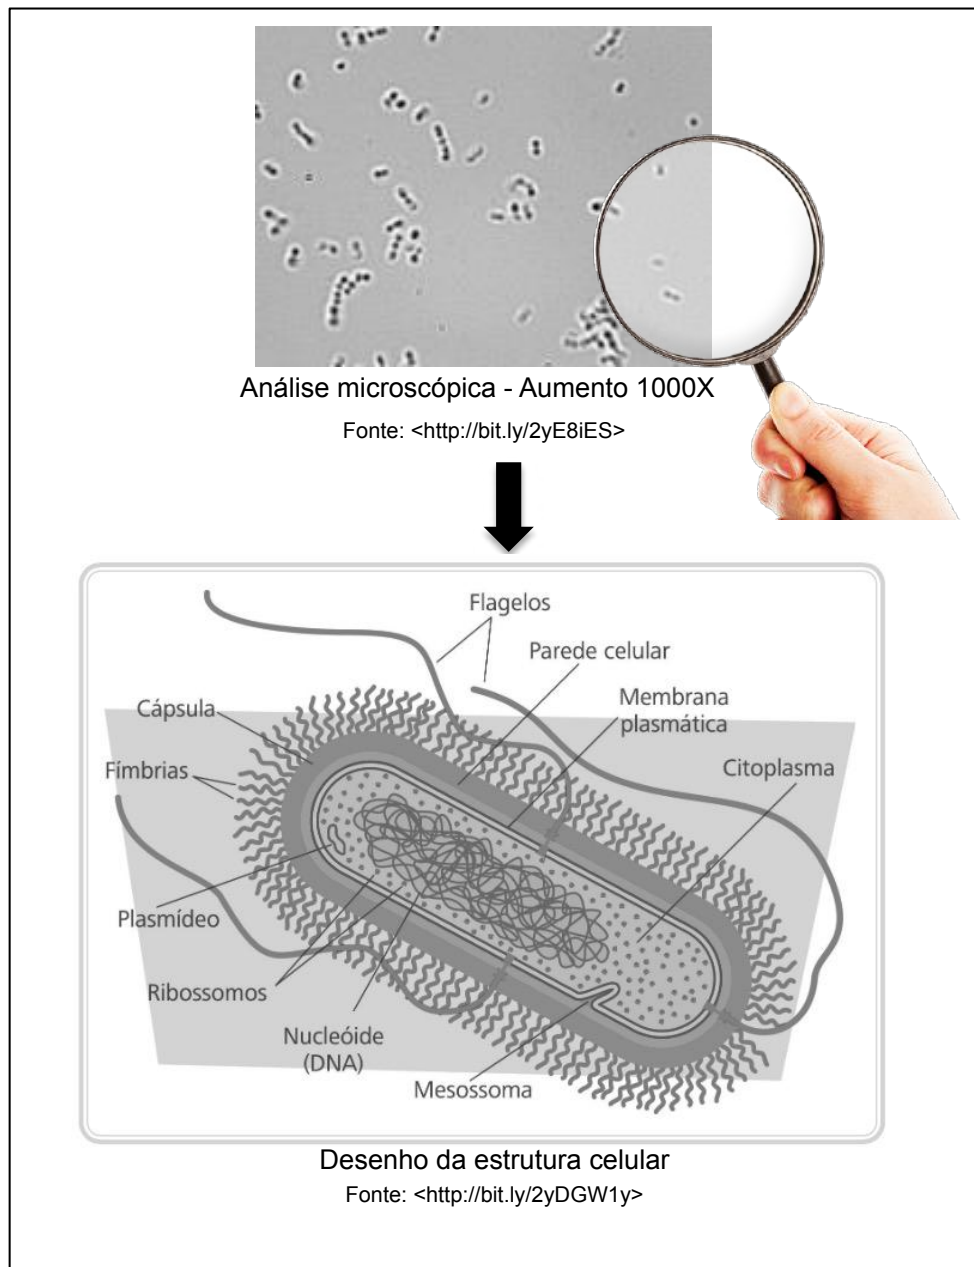 Análise microscópica - Aumento 1000X
Fonte: <http://bit.ly/2yE8iES>
Flagelos
Parede celular
Cápsula
Membrana
plasmática
Citoplasma
Fímbrias
Plasmídeo
Ribossomos
Nucleóide
(DNA)
Mesossoma
Desenho da estrutura celular
Fonte: <http://bit.ly/2yDGW1y>